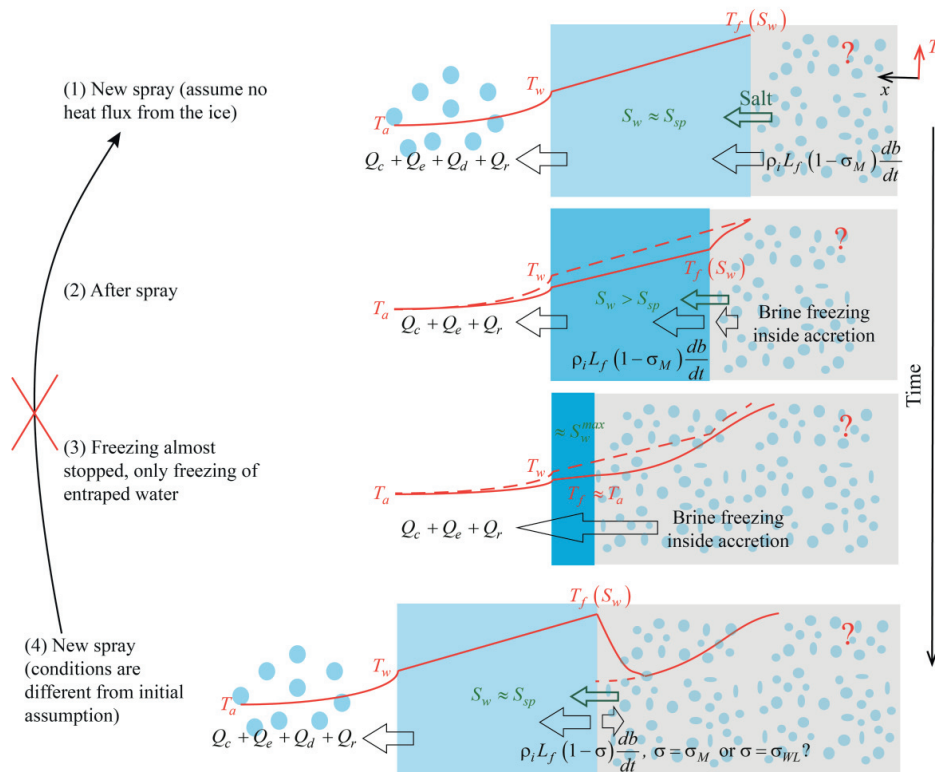 T_f (S_w)
?
T
x
(1) New spray (assume no
heat flux from the ice)
T_w
T_a
Salt
S_w ≈ S_sp
Q_c + Q_e + Q_d + Q_r
ρ_i L_f (1−σ_M) db/dt
?
T_w
T_f (S_w)
(2) After spray
S_w > S_sp
T_a
Q_c + Q_e + Q_r
Brine freezing
inside accretion
ρ_i L_f (1−σ_M) db/dt
Time
?
≈ S_w^max
(3) Freezing almost
stopped, only freezing of
entraped water
T_w
T_a
T_f ≈ T_a
Q_c + Q_e + Q_r
Brine freezing
inside accretion
T_f (S_w)
?
(4) New spray
(conditions are
different from initial
assumption)
T_w
T_a
S_w ≈ S_sp
Q_c + Q_e + Q_d + Q_r
ρ_i L_f (1−σ) db/dt, σ=σ_M or σ=σ_WL?